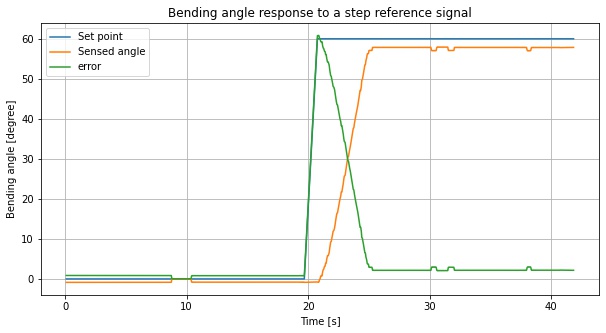 Bending angle response to a step reference signal
Set point
Sensed angle
error
Bending angle [degree]
60
50
40
30
20
10
0
0
10
20
30
40
Time [s]